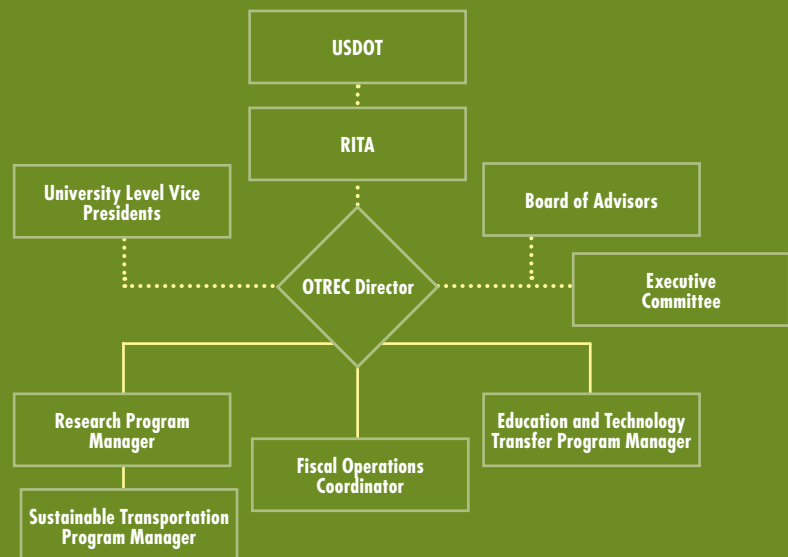 USDOT
RITA
University Level Vice
Presidents
Board of Advisors
OTREC Director
Executive
Committee
Research Program
Manager
Education and Technology
Transfer Program Manager
Fiscal Operations
Coordinator
Sustainable Transportation
Program Manager